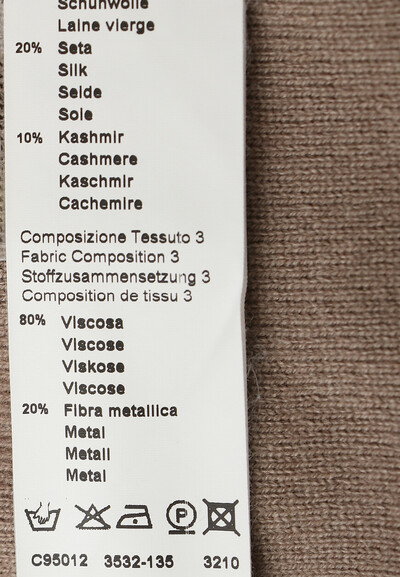 Schurwolle
Laine vierge
20% Seta
Silk
Seide
Soie
10% Kashmir
Cashmere
Kaschmir
Cachemire
Composizione Tessuto 3
Fabric Composition 3
Stoffzusammensetzung 3
Composition de tissu 3
80% Viscosa
Viscose
Viskose
Viscose
20% Fibra metallica
Metal
Metall
Metal
P
C95012 3532-135 3210